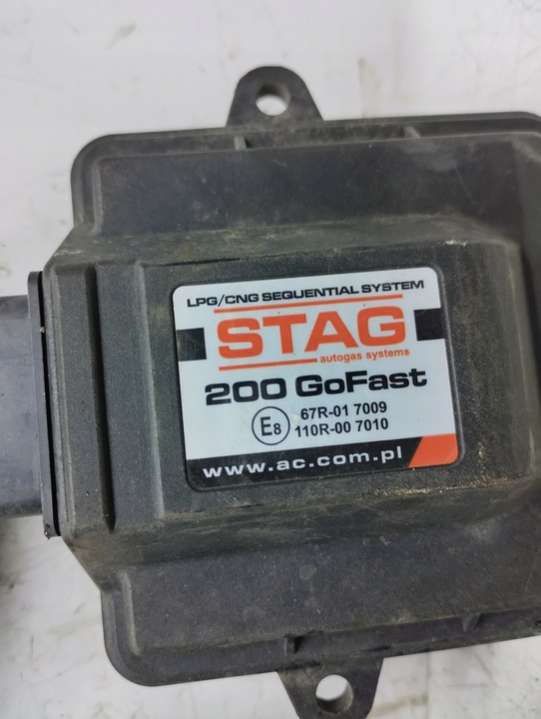 LPG/CNG SEQUENTIAL SYSTEM
STAG
autogas systems
200 GoFast
E8
67R-01 7009
110R-00 7010
www.ac.com.pl